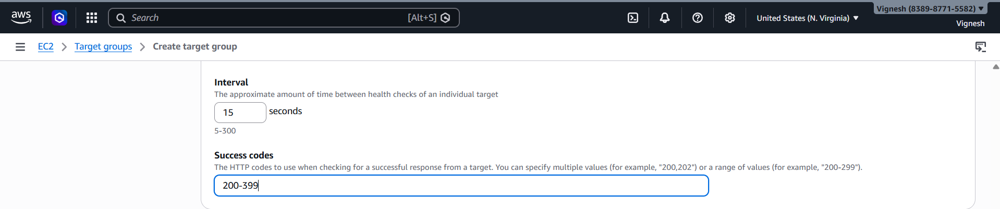 aws
Search [Alt+S]
United States (N. Virginia)
Vignesh (8389-8771-5582)
Vignesh
EC2 Target groups Create target group
Interval
The approximate amount of time between health checks of an individual target
15 seconds
5-300
Success codes
The HTTP codes to use when checking for a successful response from a target. You can specify multiple values (for example, "200,202") or a range of values (for example, "200-299").
200-399